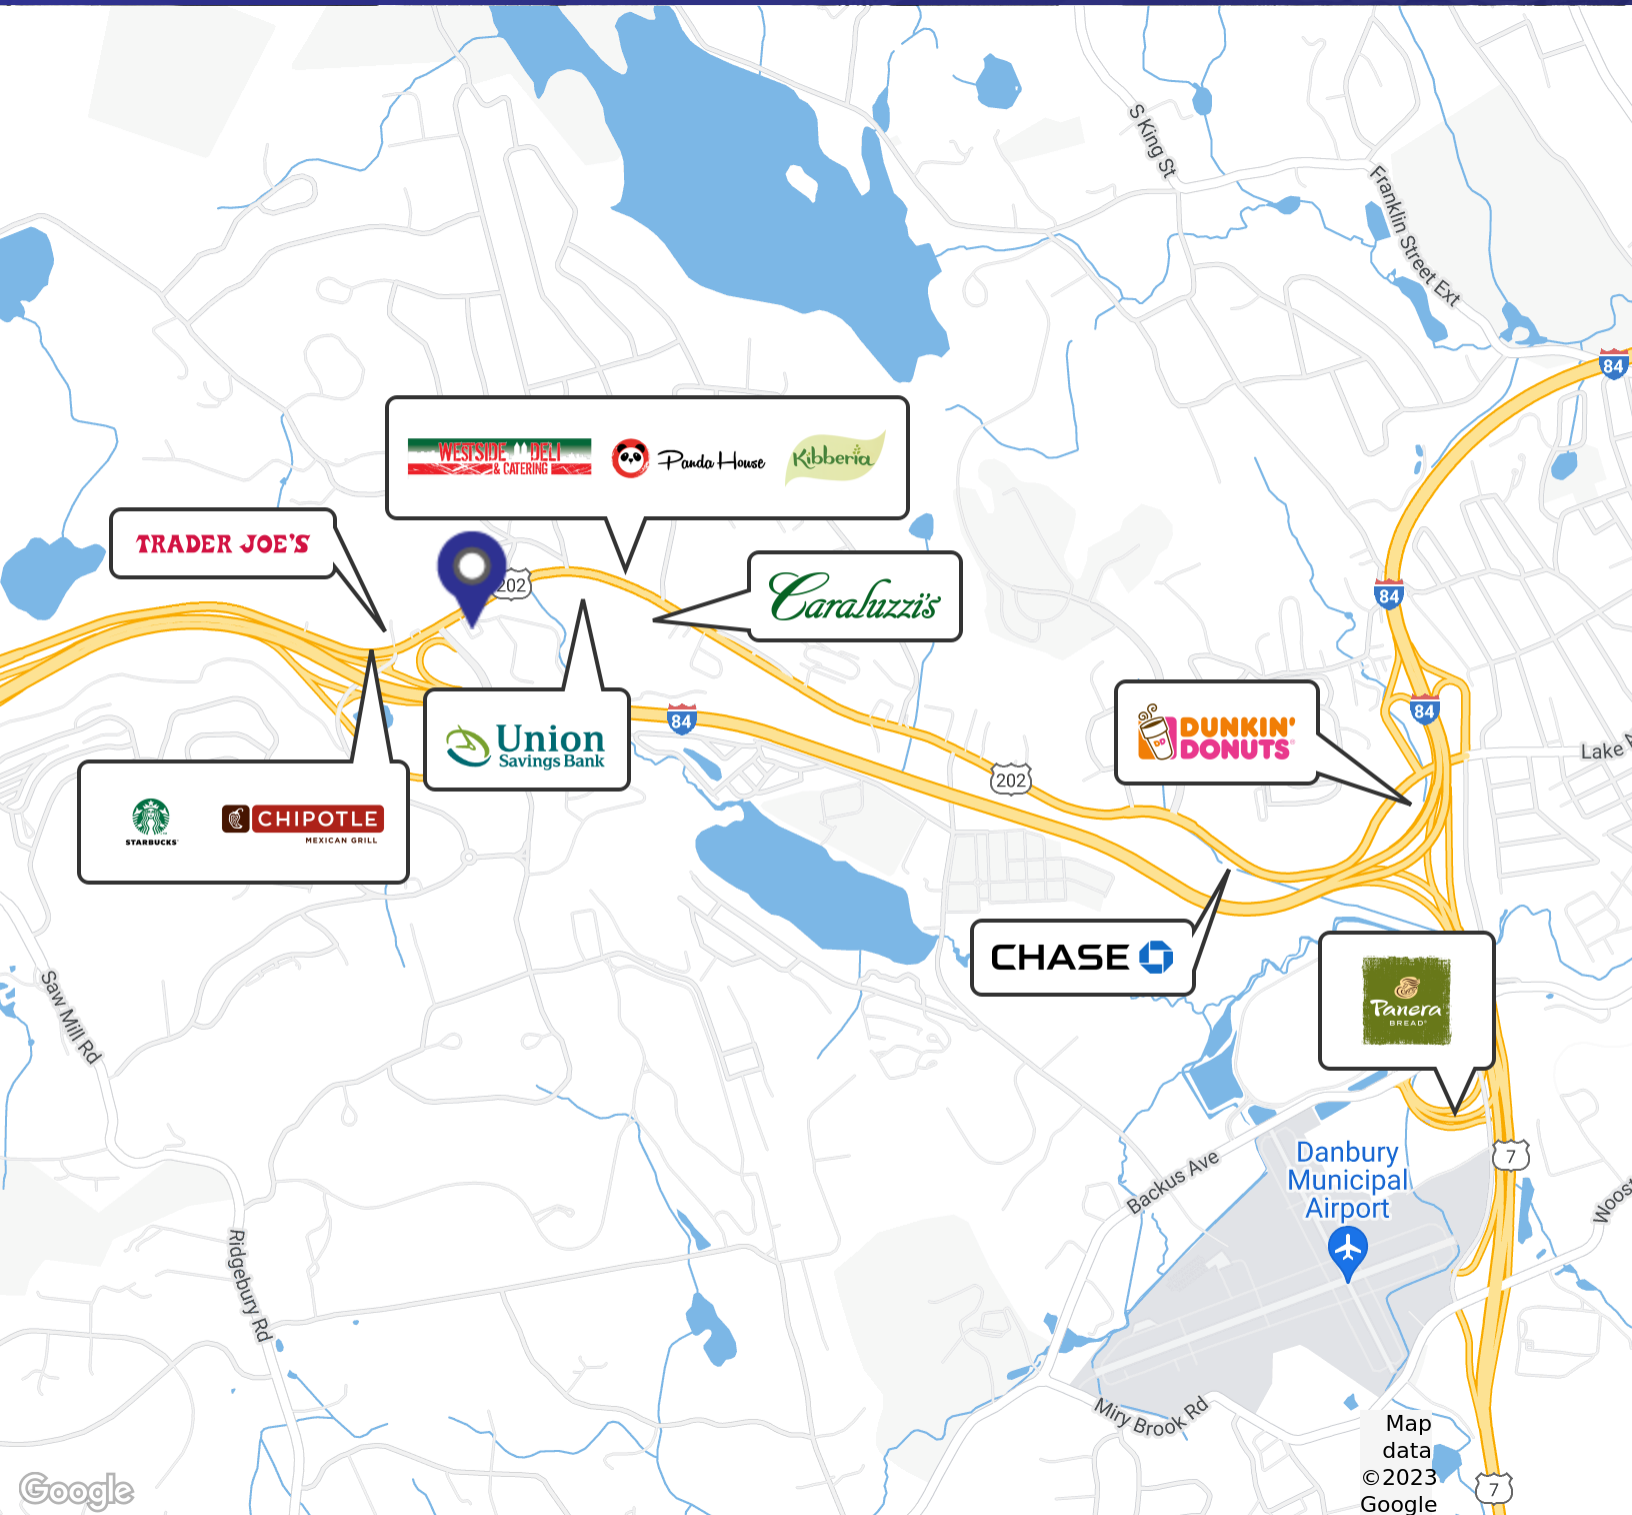 S King St
Franklin Street Ext
84
WESTSIDE DELI
& CATERING
Panda House
Kibberia
TRADER JOE'S
202
Caraluzzi's
84
84
84
Union
Savings Bank
DUNKIN'
DONUTS
DD
Lake
202
STARBUCKS
CHIPOTLE
MEXICAN GRILL
CHASE
Panera
BREAD
Saw Mill Rd
Danbury
Municipal
Airport
7
Backus Ave
Woost
Ridgebury Rd
Miry Brook Rd
Map
data
©2023
Google
Google
7